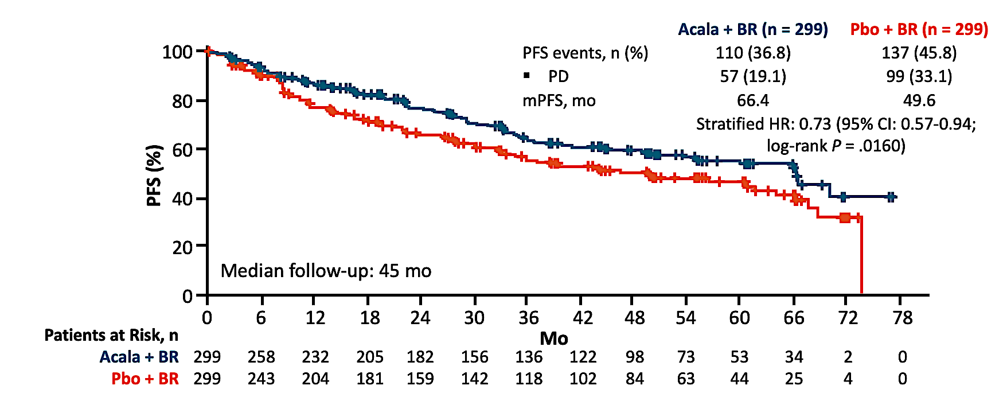 Acala + BR (n = 299) Pbo + BR (n = 299)
PFS events, n (%) 110 (36.8) 137 (45.8)
▪ PD 57 (19.1) 99 (33.1)
mPFS, mo 66.4 49.6
Stratified HR: 0.73 (95% CI: 0.57-0.94;
log-rank P = .0160)
PFS (%)
100
80
60
40
20
0
Median follow-up: 45 mo
0 6 12 18 24 30 36 42 48 54 60 66 72 78
Mo
Patients at Risk, n
Acala + BR 299 258 232 205 182 156 136 122 98 73 53 34 2 0
Pbo + BR 299 243 204 181 159 142 118 102 84 63 44 25 4 0